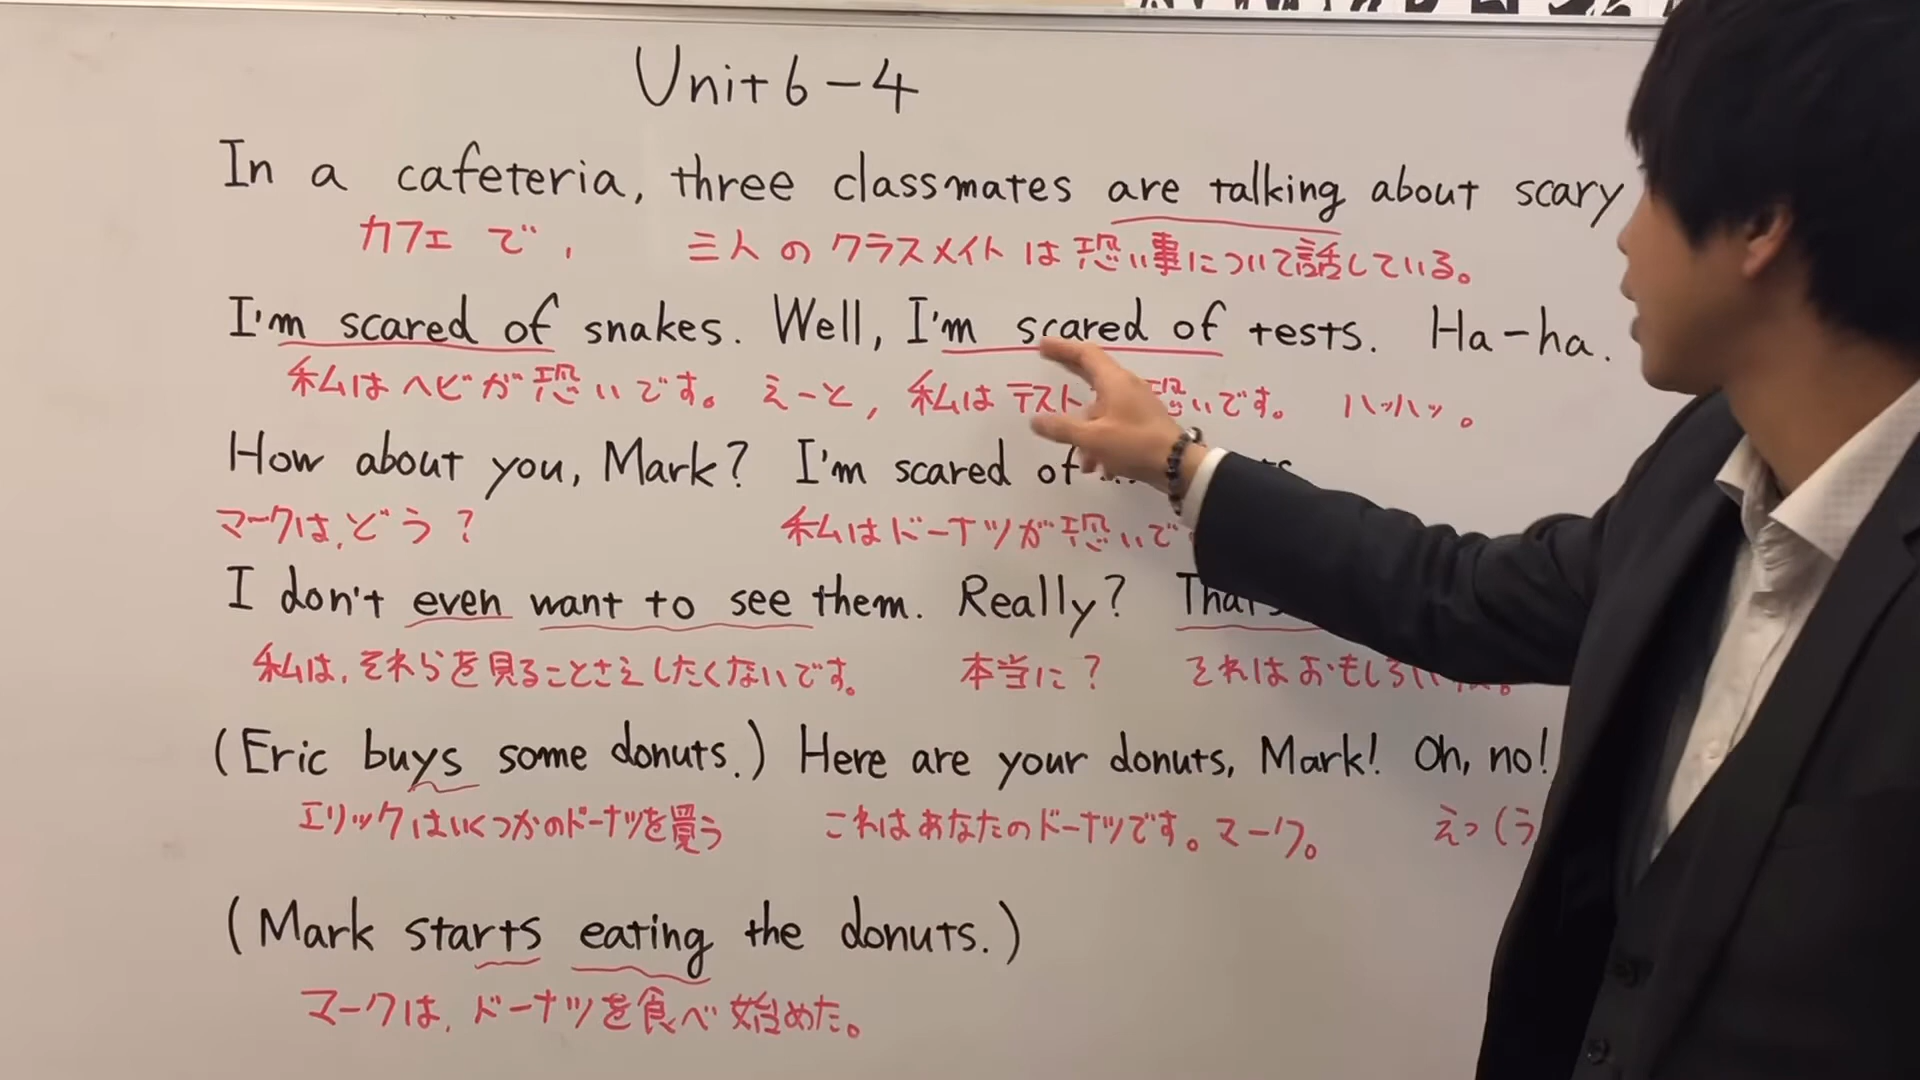 Unit 6-4
In a cafeteria, three classmates are talking about scary
カフェで, 三人のクラスメイトは恐い事について話している。
I'm scared of snakes. Well, I'm scared of tests. Ha-ha.
私はヘビが恐いです。 えーと, 私はテスト 恐いです。 ハッハッ。
How about you, Mark? I'm scared of
マークは、どう? 私はドーナツが恐いで
I don't even want to see them. Really? That's
私は、それらを見ることさえしたくないです。 本当に? それはおもしろい
(Eric buys some donuts.) Here are your donuts, Mark! Oh, no!
エリックはいくつかのドーナツを買う これはあなたのドーナツです。マーク。 えっ(う
(Mark starts eating the donuts.)
マークは、ドーナツを食べ始めた。